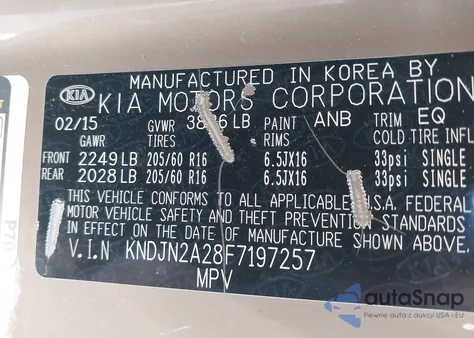 MANUFACTURED IN KOREA BY
KIA KIA MOTORS CORPORATION
02/15 GVWR 3886 LB PAINT ANB TRIM EQ
GAWR TIRES RIMS COLD TIRE INFL
FRONT 2249 LB 205/60 R16 6.5JX16 33psi SINGLE
REAR 2028 LB 205/60 R16 6.5JX16 33psi SINGLE
THIS VEHICLE CONFORMS TO ALL APPLICABLE U.S.A. FEDERAL
MOTOR VEHICLE SAFETY AND THEFT PREVENTION STANDARDS
IN EFFECT ON THE DATE OF MANUFACTURE SHOWN ABOVE.
V.I.N KNDJN2A28F7197257
MPV
P70
autoSnap
Pewne auta z aukcji USA i EU